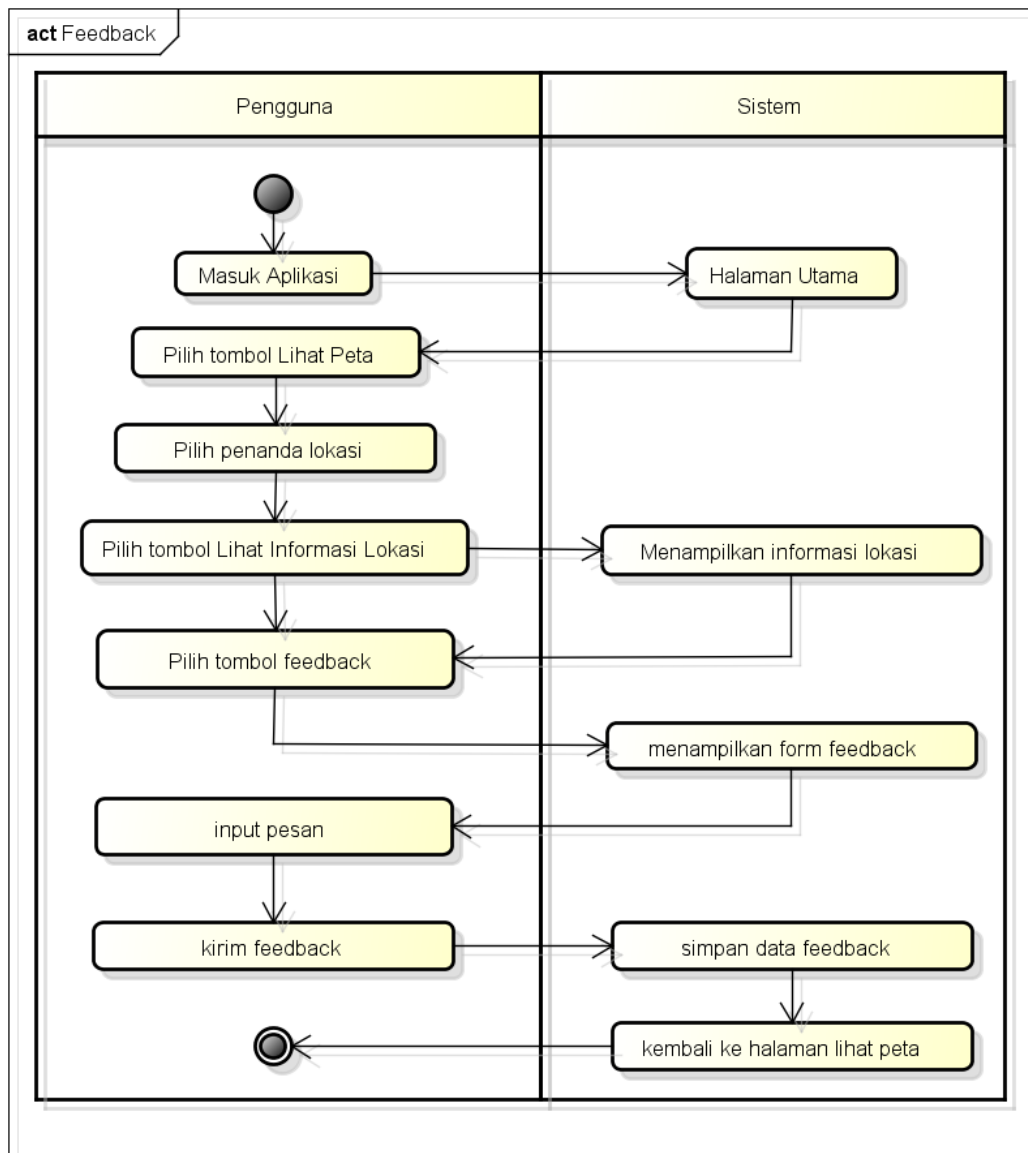 act Feedback
Pengguna
Sistem
Masuk Aplikasi
Halaman Utama
Pilih tombol Lihat Peta
Pilih penanda lokasi
Pilih tombol Lihat Informasi Lokasi
Menampilkan informasi lokasi
Pilih tombol feedback
menampilkan form feedback
input pesan
kirim feedback
simpan data feedback
kembali ke halaman lihat peta